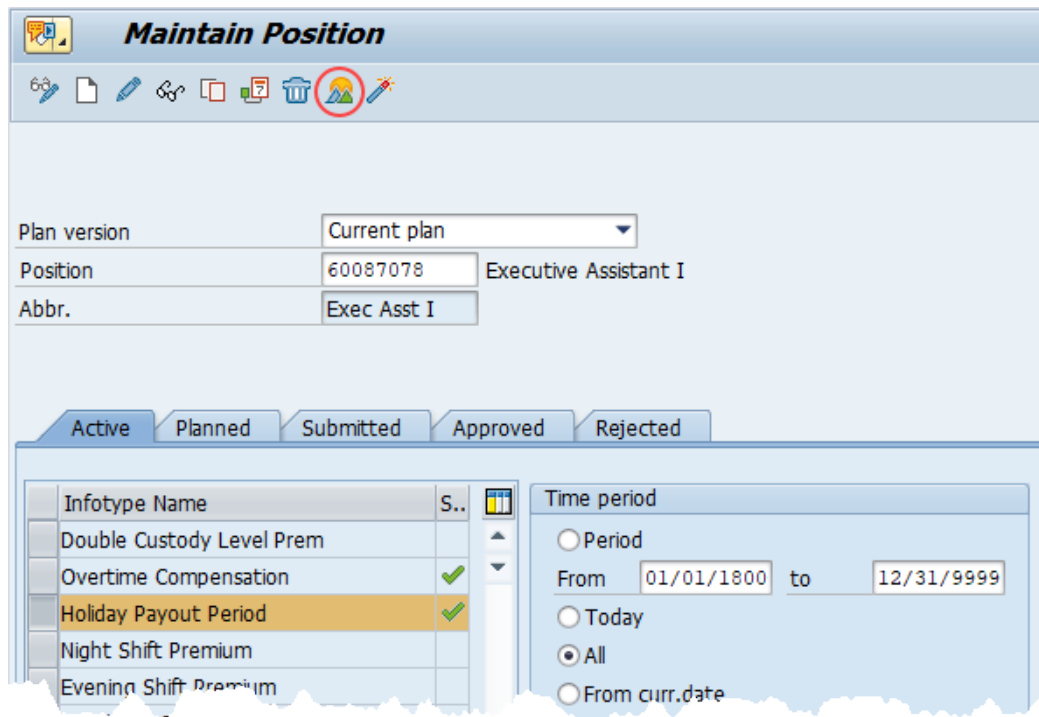 Maintain Position
Plan version Current plan
Position 60087078 Executive Assistant I
Abbr. Exec Asst I
Active Planned Submitted Approved Rejected
Infotype Name S..
Double Custody Level Prem
Overtime Compensation
Holiday Payout Period
Night Shift Premium
Evening Shift Premium
Time period
Period
From 01/01/1800 to 12/31/9999
Today
All
From curr.date